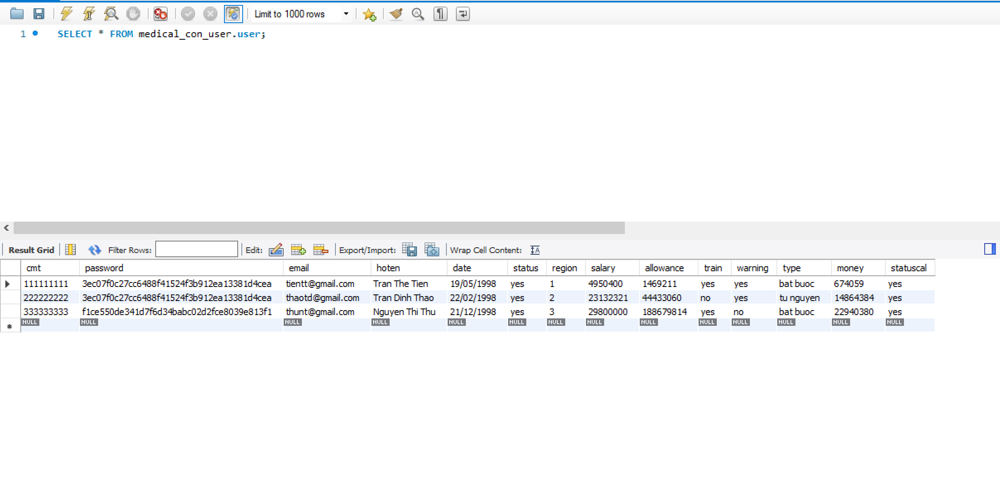 Limit to 1000 rows
1 SELECT * FROM medical_con_user.user;
Result Grid Filter Rows: Edit: Export/Import: Wrap Cell Content: IA
cmt password email hoten date status region salary allowance train warning type money statuscal
111111111 3ec07f0c27cc6488f41524f3b912ea13381d4cea tientt@gmail.com Tran The Tien 19/05/1998 yes 1 4950400 1469211 yes yes bat buoc 674059 yes
222222222 3ec07f0c27cc6488f41524f3b912ea13381d4cea thaotd@gmail.com Tran Dinh Thao 22/02/1998 yes 2 23132321 44433060 no yes tu nguyen 14864384 yes
333333333 f1ce550de341d7f6d34babc02d2fce8039e813f1 thunt@gmail.com Nguyen Thi Thu 21/12/1998 yes 3 29800000 188679814 yes no bat buoc 22940380 yes
NULL NULL NULL NULL NULL NULL NULL NULL NULL NULL NULL NULL NULL NULL